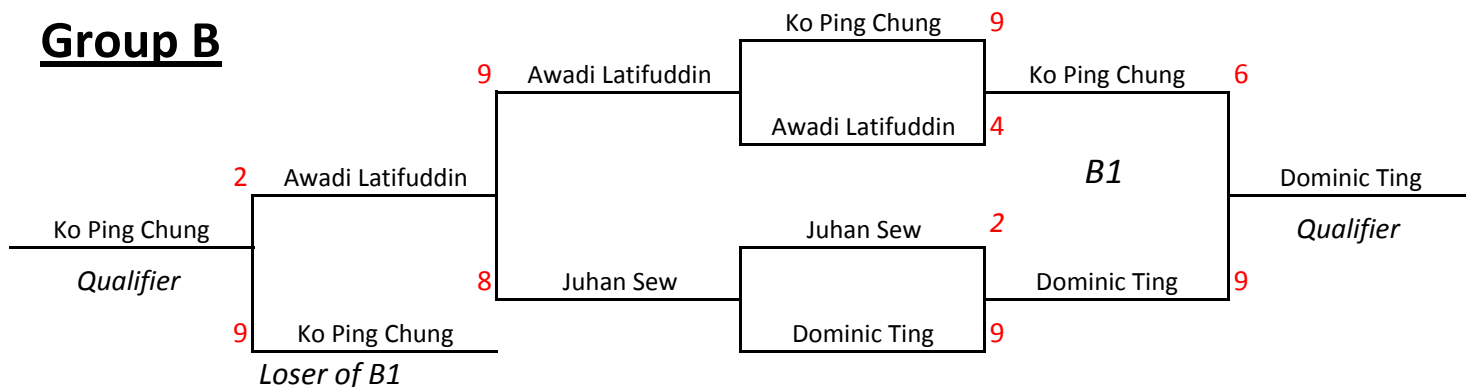 Group B
Ko Ping Chung 9
9 Awadi Latifuddin
Ko Ping Chung 6
Awadi Latifuddin 4
B1
2 Awadi Latifuddin
Dominic Ting
Ko Ping Chung
Juhan Sew 2
Qualifier
Qualifier
8 Juhan Sew
Dominic Ting 9
9 Ko Ping Chung
Dominic Ting 9
Loser of B1